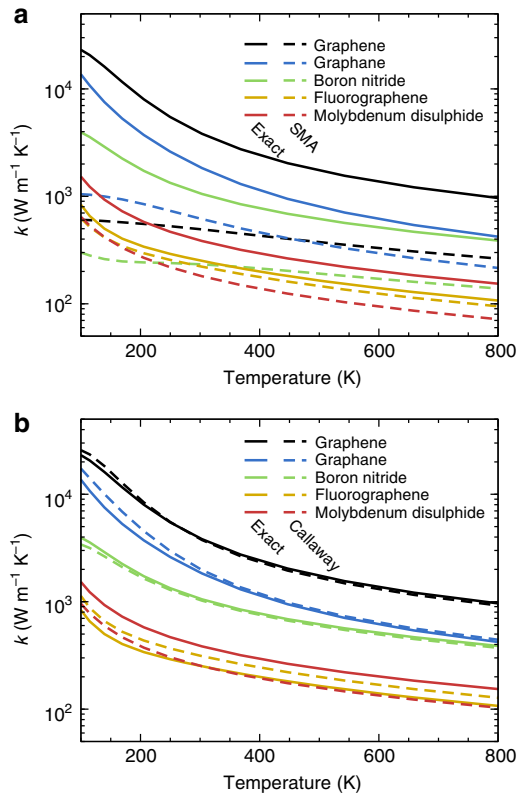 a
10⁴
10³
10²
k (W m⁻¹ K⁻¹)
Graphene
Graphane
Boron nitride
Fluorographene
Molybdenum disulphide
Exact
SMA
200
400
600
800
Temperature (K)
b
10⁴
10³
10²
k (W m⁻¹ K⁻¹)
Graphene
Graphane
Boron nitride
Fluorographene
Molybdenum disulphide
Exact
Callaway
200
400
600
800
Temperature (K)